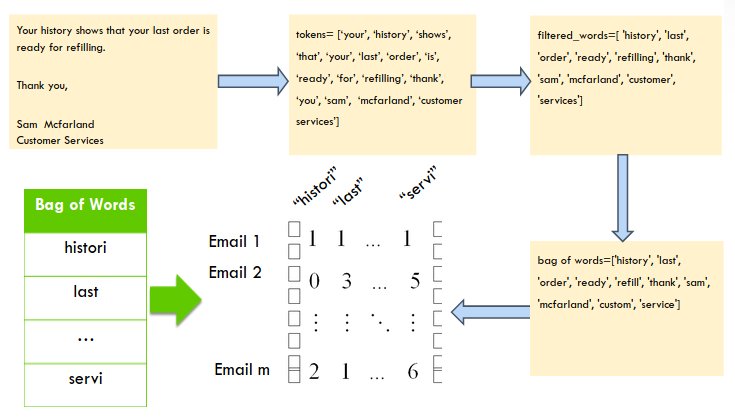 Your history shows that your last order is
ready for refilling.
Thank you,
Sam Mcfarland
Customer Services
tokens= ['your', 'history', 'shows',
'that', 'your', 'last', 'order', 'is',
'ready', 'for', 'refilling', 'thank',
'you', 'sam', 'mcfarland', 'customer
services']
filtered_words=[ 'history', 'last',
'order', 'ready', 'refilling', 'thank',
'sam', 'mcfarland', 'customer',
'services']
bag of words=['history', 'last',
'order', 'ready', 'refill', 'thank', 'sam',
'mcfarland', 'custom', 'service']
"histori"
"last"
"servi"
Email 1
1 1 ... 1
Email 2
0 3 ... 5
⋮ ⋮ ⋱ ⋮
Email m
2 1 ... 6
Bag of Words
histori
last
...
servi